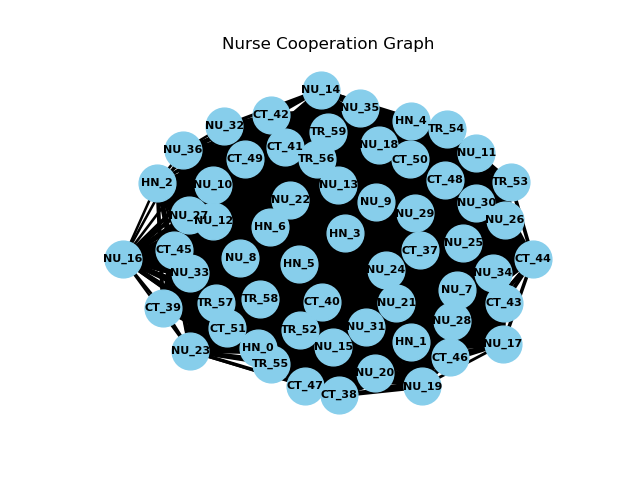 Nurse Cooperation Graph
NU_14
NU_35
CT_42
HN_4
NU_32
TR_54
TR_59
NU_18
CT_41
NU_36
NU_11
TR_56
CT_49
CT_50
CT_48
TR_53
HN_2
NU_10
NU_13
NU_22
NU_9
NU_30
NU_27
NU_29
NU_12
NU_26
HN_6
HN_3
NU_25
CT_45
CT_37
NU_16
NU_8
CT_44
HN_5
NU_24
NU_33
NU_34
NU_7
TR_58
CT_40
TR_57
NU_21
CT_43
CT_39
NU_28
NU_31
CT_51
TR_52
HN_1
NU_17
HN_0
NU_15
NU_23
CT_46
TR_55
NU_20
CT_47
NU_19
CT_38